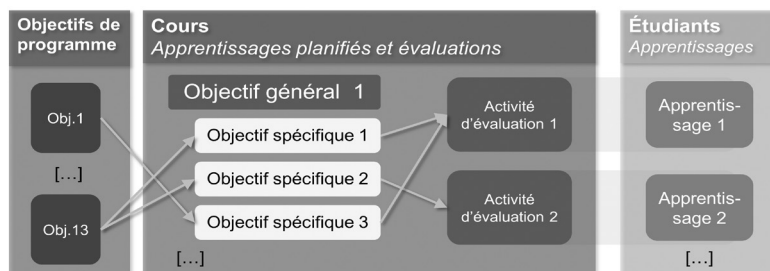 Objectifs de
programme
Obj.1
[...]
Obj.13
Cours
Apprentissages planifiés et évaluations
Objectif général 1
Objectif spécifique 1
Objectif spécifique 2
Objectif spécifique 3
[...]
Activité
d'évaluation 1
Activité
d'évaluation 2
Étudiants
Apprentissages
Apprentis-
sage 1
Apprentis-
sage 2
[...]